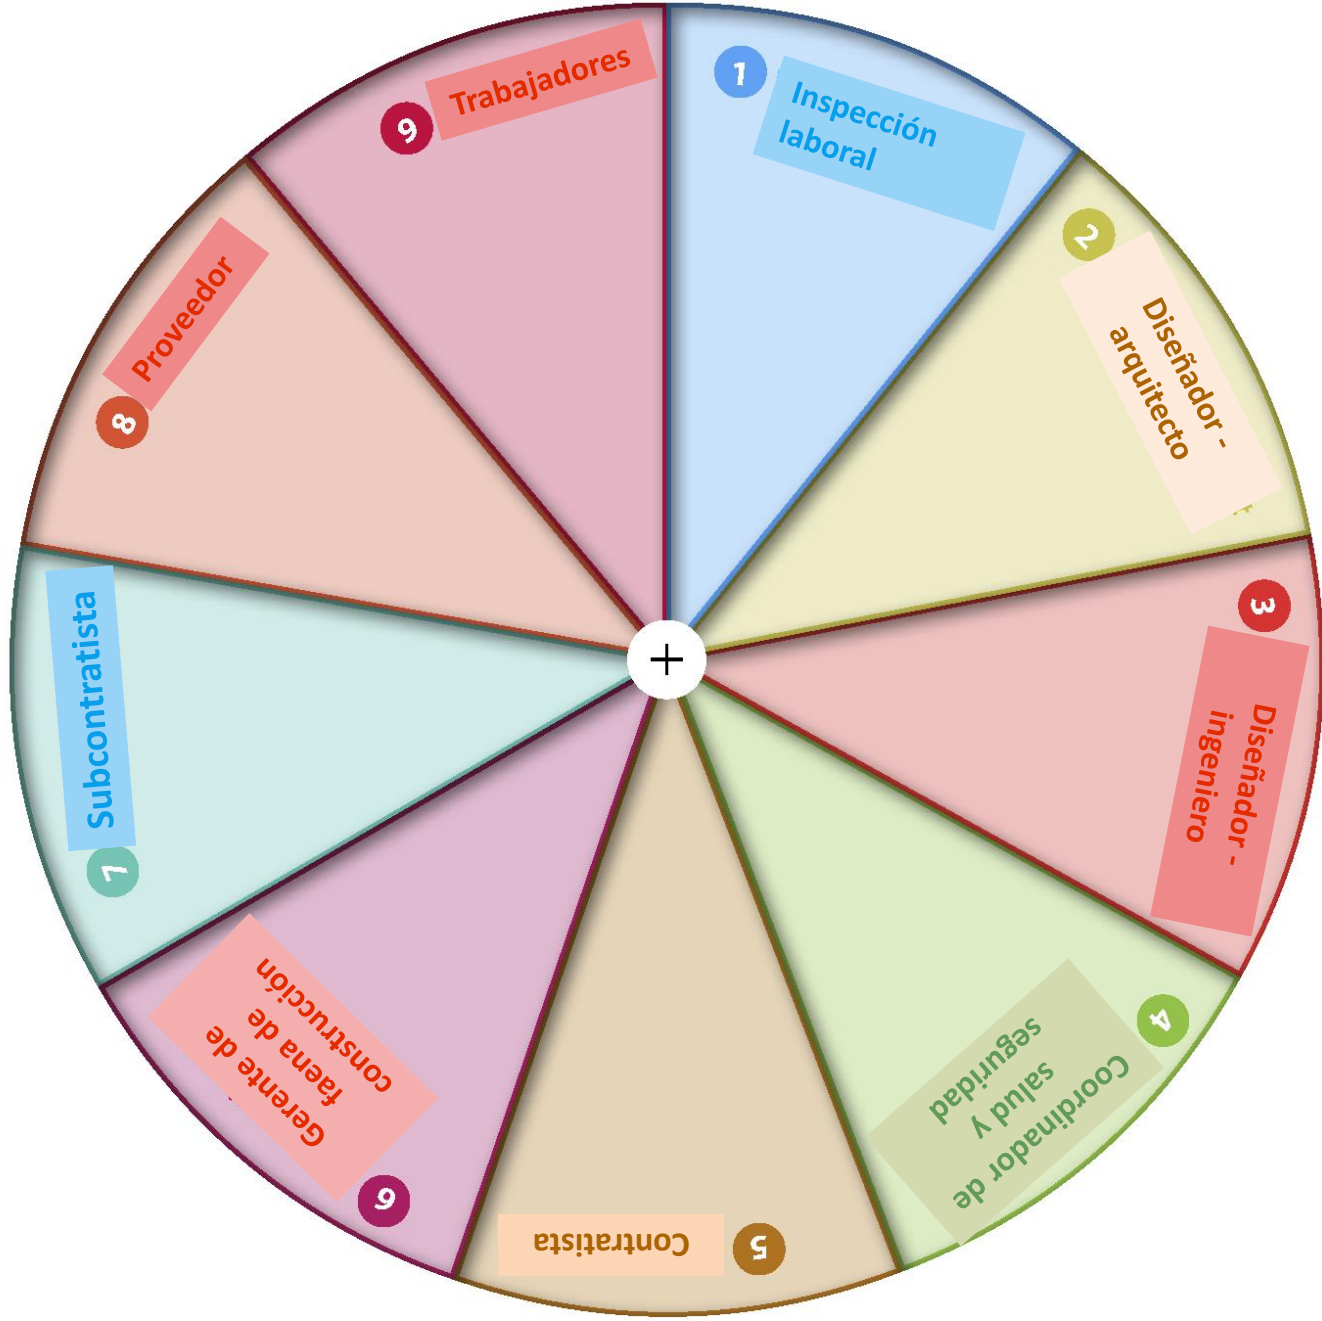 1
Inspección
laboral
2
Diseñador -
arquitecto
3
Diseñador -
ingeniero
4
Coordinador de
salud y
seguridad
5
Contratista
6
Gerente de
faena de
construcción
7
Subcontratista
8
Proveedor
9
Trabajadores